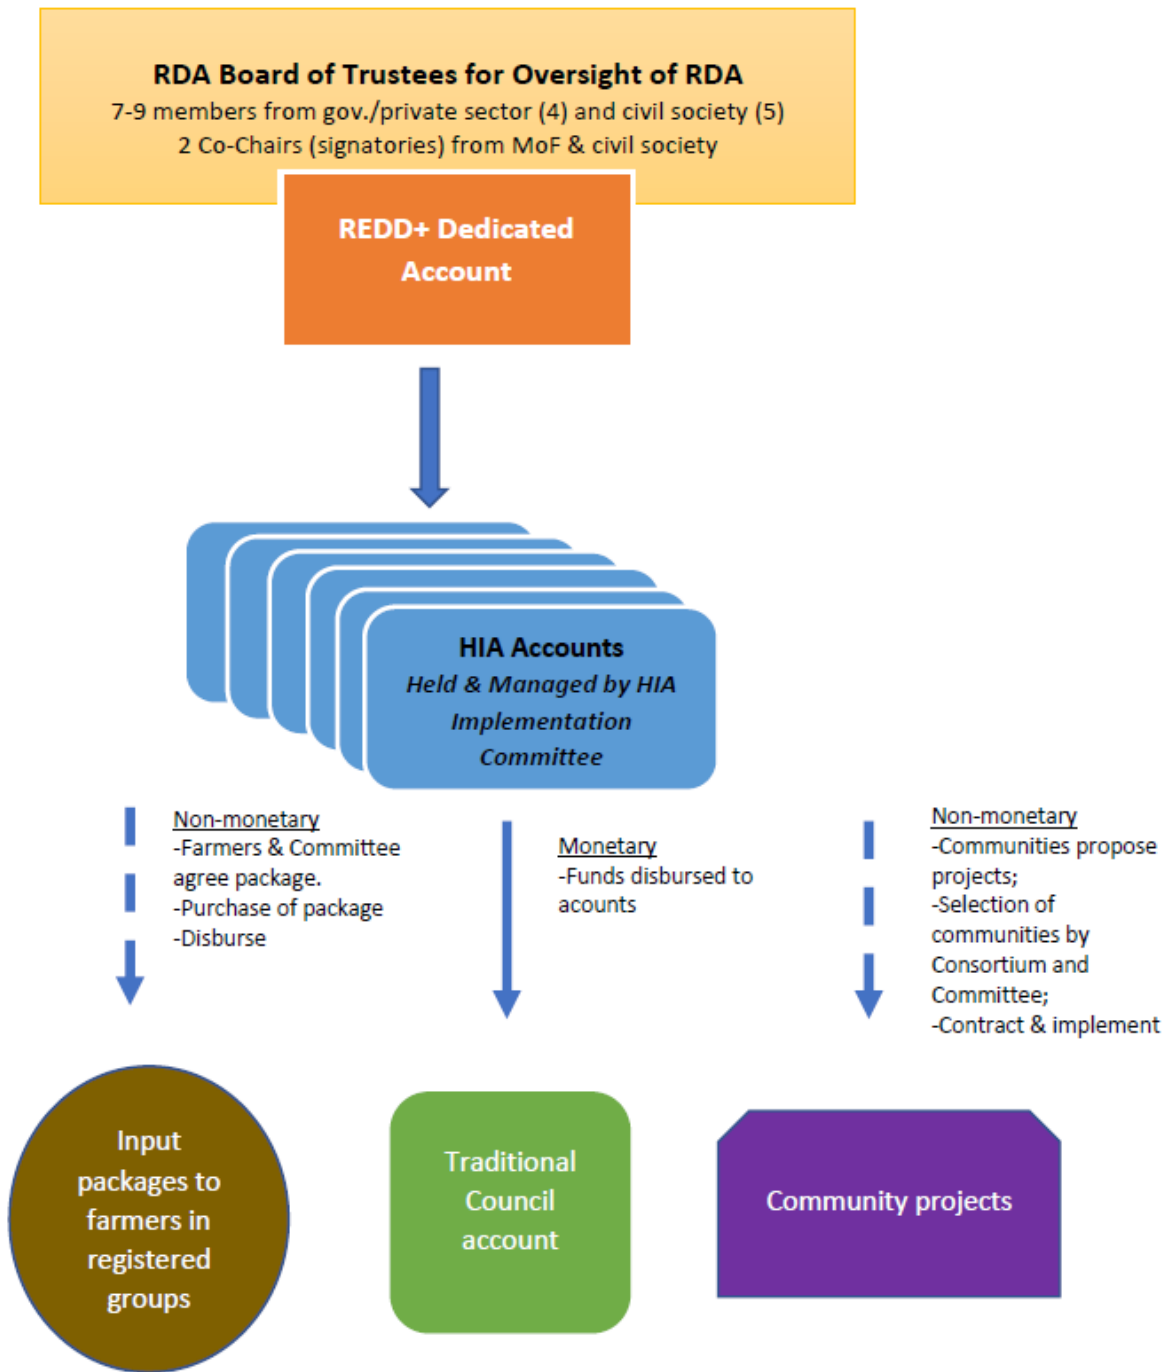 RDA Board of Trustees for Oversight of RDA
7-9 members from gov./private sector (4) and civil society (5)
2 Co-Chairs (signatories) from MoF & civil society
REDD+ Dedicated
Account
HIA Accounts
Held & Managed by HIA
Implementation
Committee
Non-monetary
-Farmers & Committee
agree package.
-Purchase of package
-Disburse
Monetary
-Funds disbursed to
acounts
Non-monetary
-Communities propose
projects;
-Selection of
communities by
Consortium and
Committee;
-Contract & implement
Input
packages to
farmers in
registered
groups
Traditional
Council
account
Community projects